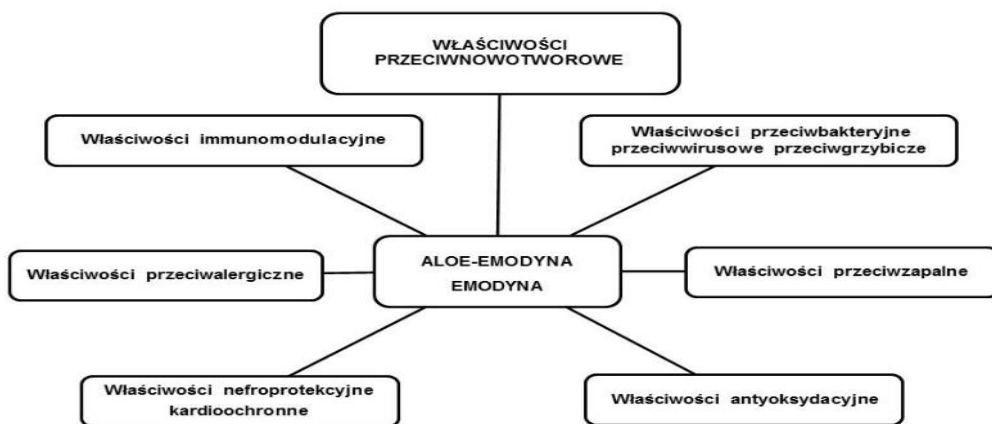 WŁAŚCIWOŚCI
PRZECIWNOWOTWOROWE
Właściwości immunomodulacyjne
Właściwości przeciwbakteryjne
przeciwwirusowe przeciwgrzybicze
Właściwości przeciwalergiczne
ALOE-EMODYNA
EMODYNA
Właściwości przeciwzapalne
Właściwości nefroprotekcyjne
kardioochronne
Właściwości antyoksydacyjne